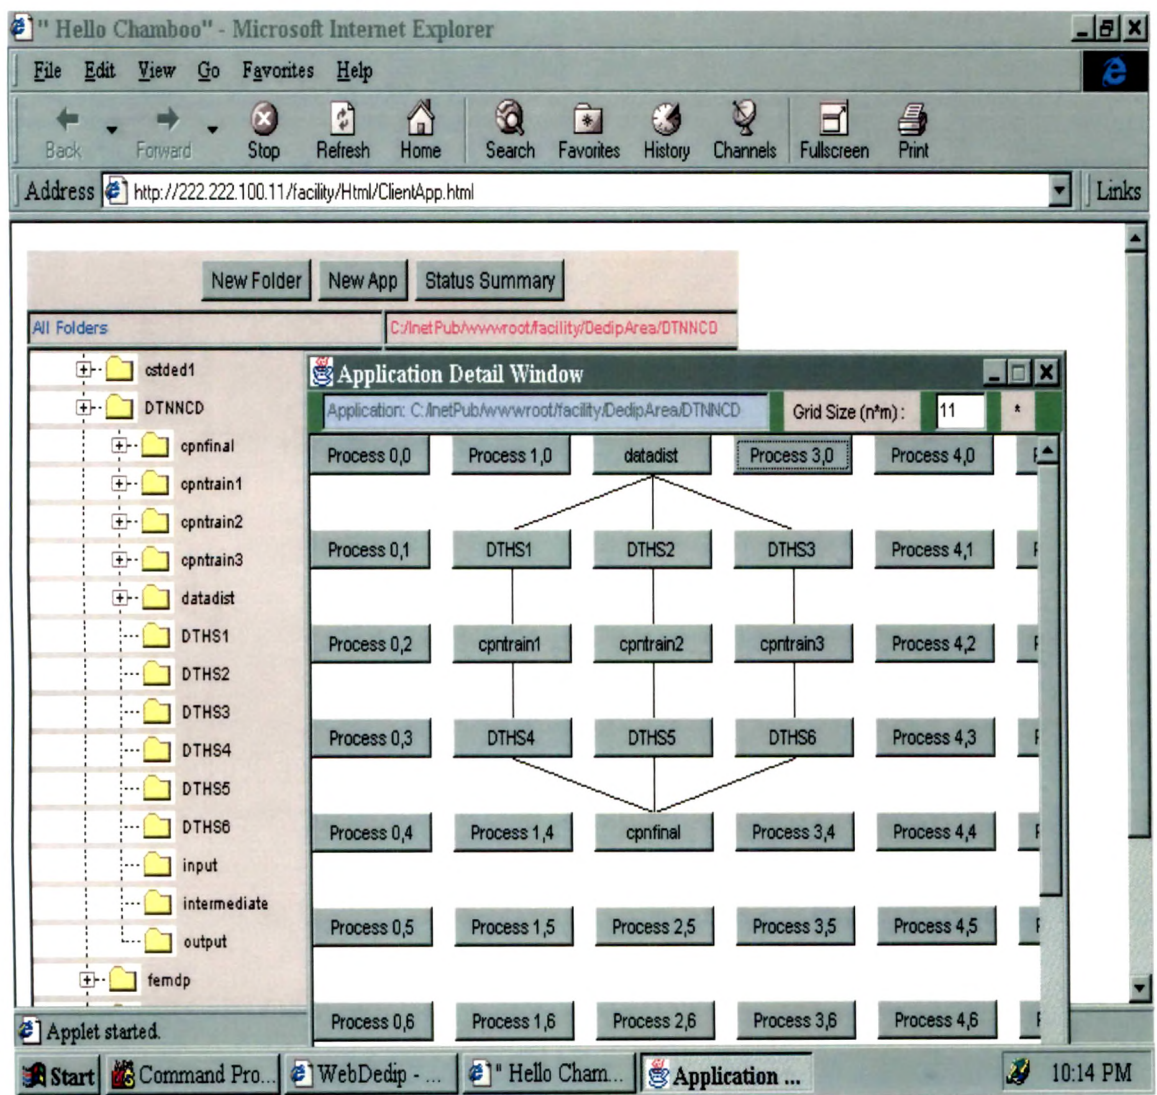 " Hello Chamboo" - Microsoft Internet Explorer
File Edit View Go Favorites Help
Back Forward Stop Refresh Home Search Favorites History Channels Fullscreen Print
Address http://222.222.100.11/facility/Html/ClientApp.html Links
New Folder New App Status Summary
All Folders C:/InetPub/wwwroot/facility/DedipArea/DTNNCD
cstded1
DTNNCD
cpnfinal
cpntrain1
cpntrain2
cpntrain3
datadist
DTHS1
DTHS2
DTHS3
DTHS4
DTHS5
DTHS6
input
intermediate
output
femdp
Application Detail Window
Application: C:/InetPub/wwwroot/facility/DedipArea/DTNNCD Grid Size (n*m) : 11 *
Process 0,0 Process 1,0 datadist Process 3,0 Process 4,0
Process 0,1 DTHS1 DTHS2 DTHS3 Process 4,1
Process 0,2 cpntrain1 cpntrain2 cpntrain3 Process 4,2
Process 0,3 DTHS4 DTHS5 DTHS6 Process 4,3
Process 0,4 Process 1,4 cpnfinal Process 3,4 Process 4,4
Process 0,5 Process 1,5 Process 2,5 Process 3,5 Process 4,5
Process 0,6 Process 1,6 Process 2,6 Process 3,6 Process 4,6
Applet started.
Start Command Pro... WebDedip - ... " Hello Cham... Application ... 10:14 PM